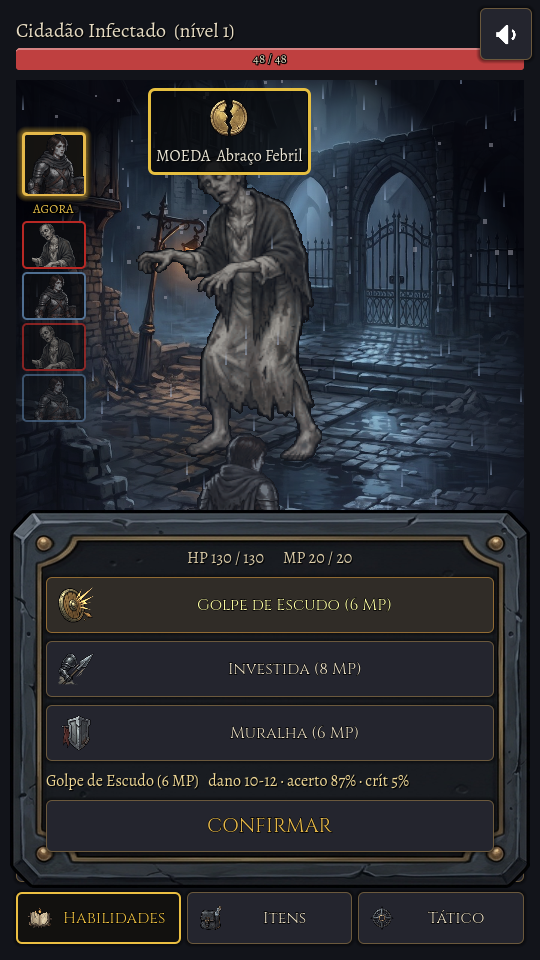 Cidadão Infectado (nível 1)
48 / 48
MOEDA Abraço Febril
AGORA
HP 130 / 130 MP 20 / 20
Golpe de Escudo (6 MP)
Investida (8 MP)
Muralha (6 MP)
Golpe de Escudo (6 MP) dano 10-12 · acerto 87% · crít 5%
CONFIRMAR
Habilidades
Itens
Tático